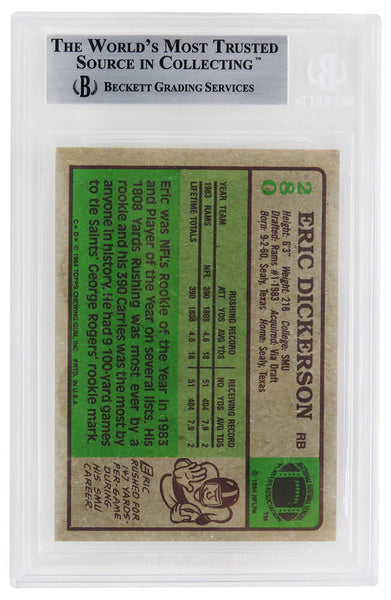 THE WORLD'S MOST TRUSTED
SOURCE IN COLLECTING™
B BECKETT GRADING SERVICES
B
BECKETT
280
ERIC DICKERSON RB
Height: 6'3" Weight: 218 College: SMU
Drafted: Rams #1-1983 Acquired: Via Draft
Born: 9-2-60, Sealy, Texas Home: Sealy, Texas
RUSHING RECORD RECEIVING RECORD
YEAR TEAM ATT YDS AVG TDS NO YDS AVG TDS
1983 RAMS NFL 390 1808 4.6 18 51 404 7.9 2
LIFETIME TOTALS 390 1808 4.6 18 51 404 7.9 2
Eric was NFL's Rookie of the Year in 1983
and Player of the Year on several lists. His
1808 Yards Rushing was most ever by a
rookie and his 390 Carries was the most by
anyone in history. He had 9 100-yard games
to the Saints' George Rogers' rookie mark.
© 1984 TOPPS CHEWING GUM, INC. PRTD. IN U.S.A.
© 1984 NFLPA
TM
ERIC
RUSHED FOR
149 YARDS
PER-GAME
DURING
HIS SMU
CAREER